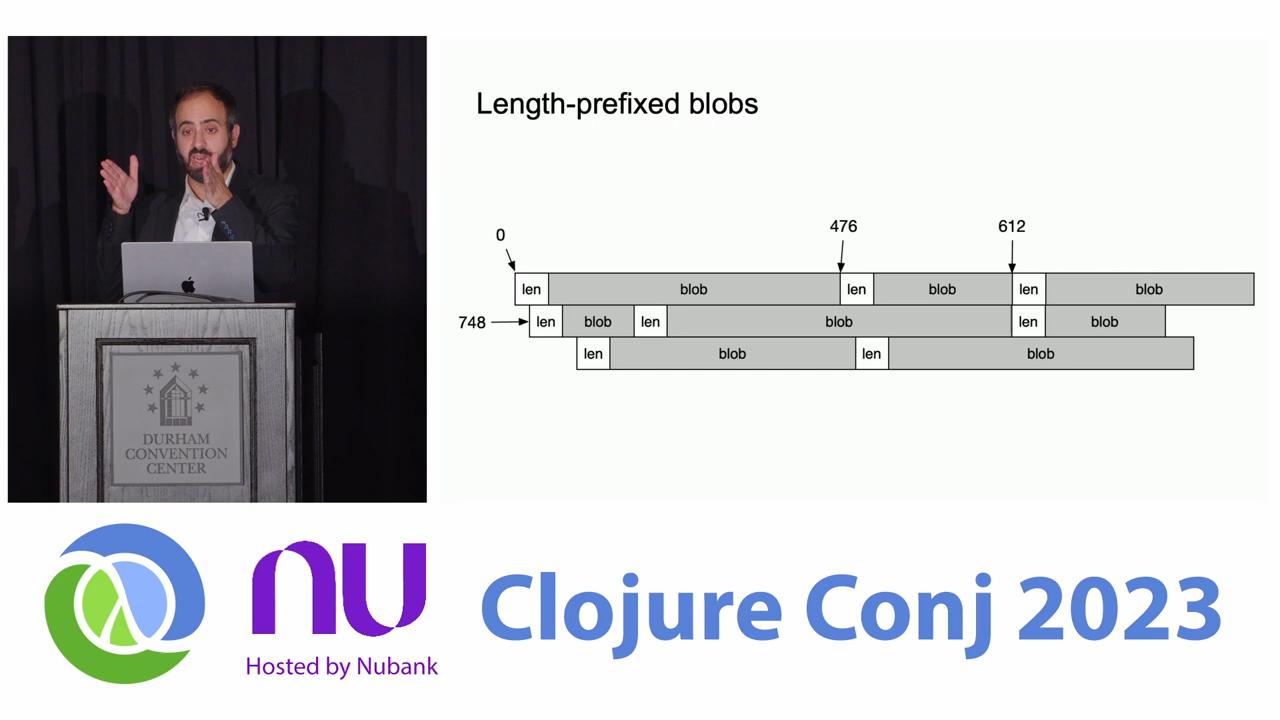 Length-prefixed blobs
0
476
612
len blob len blob len blob
748 len blob len blob len blob
len blob len blob
DURHAM
CONVENTION
CENTER
nu
Hosted by Nubank
Clojure Conj 2023